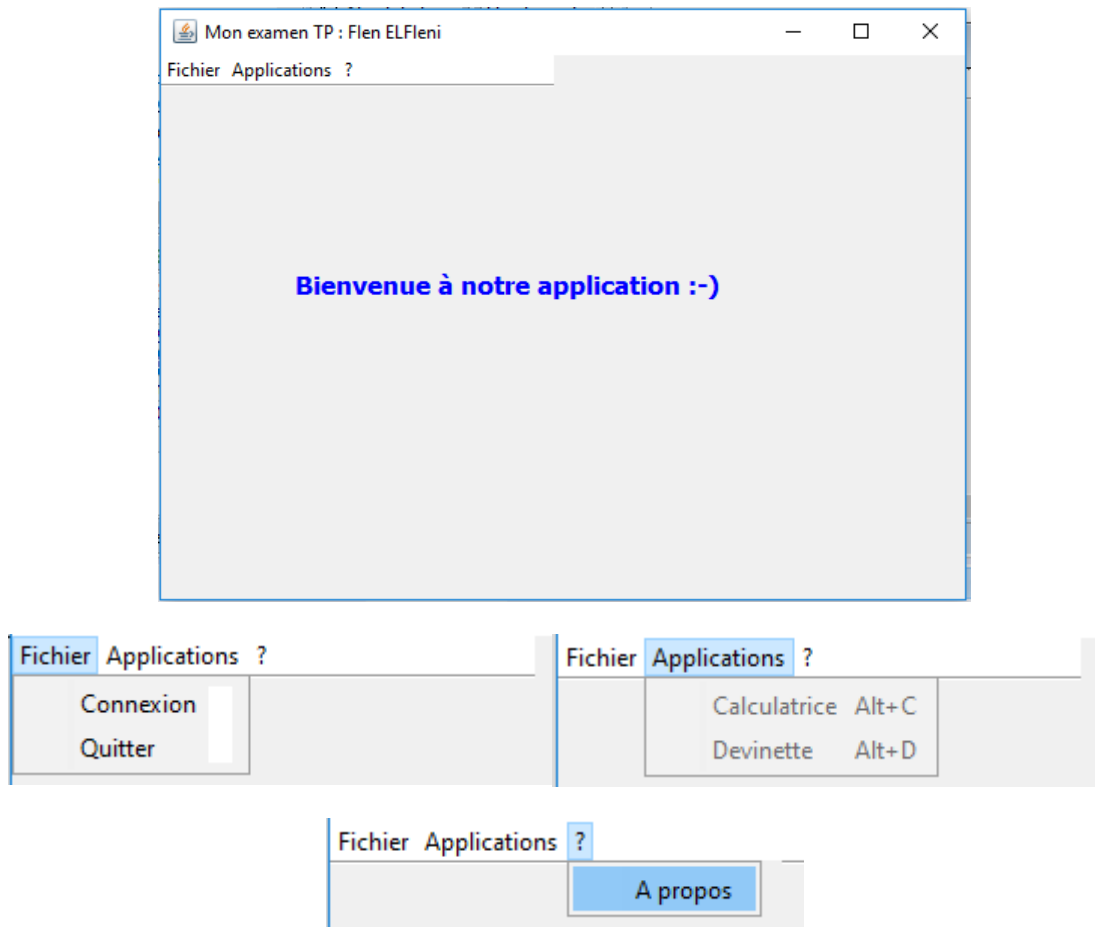 Mon examen TP : Flen ELFleni
Fichier Applications ?
Bienvenue à notre application :-)
Fichier Applications ?
Connexion
Quitter
Fichier Applications ?
Calculatrice Alt+C
Devinette Alt+D
Fichier Applications ?
A propos